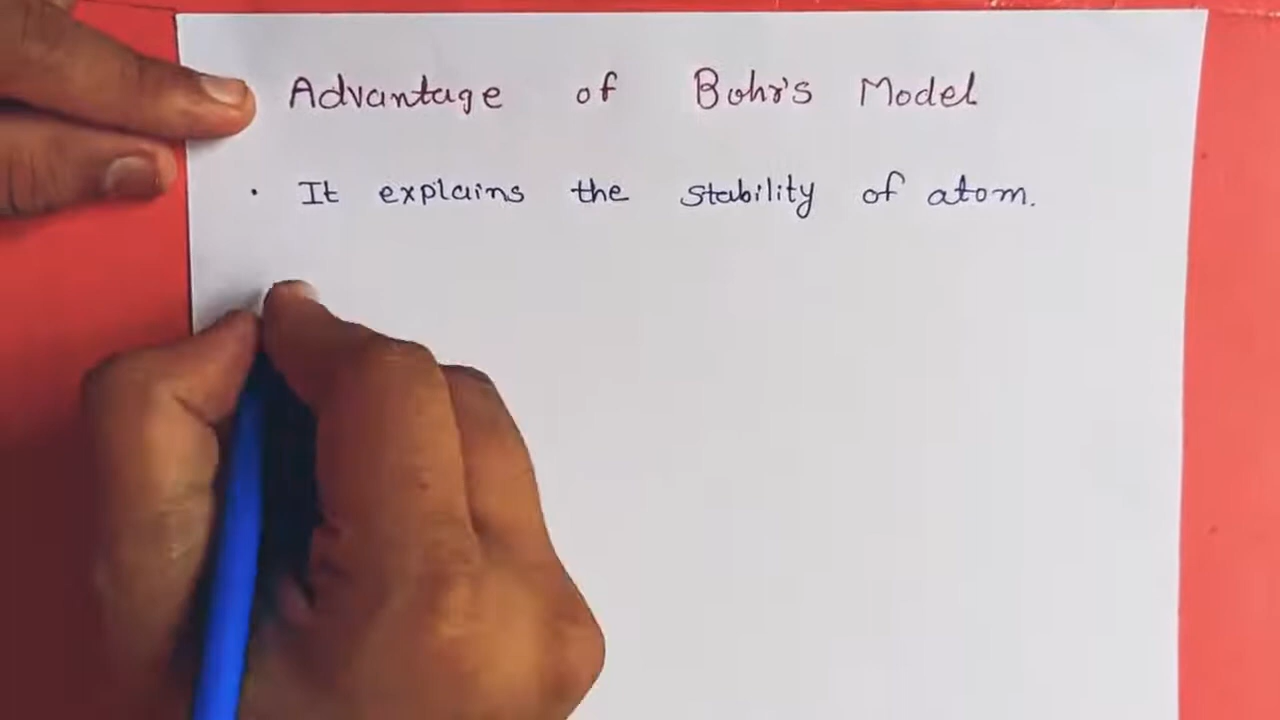 Advantage of Bohr's Model
· It explains the stability of atom.